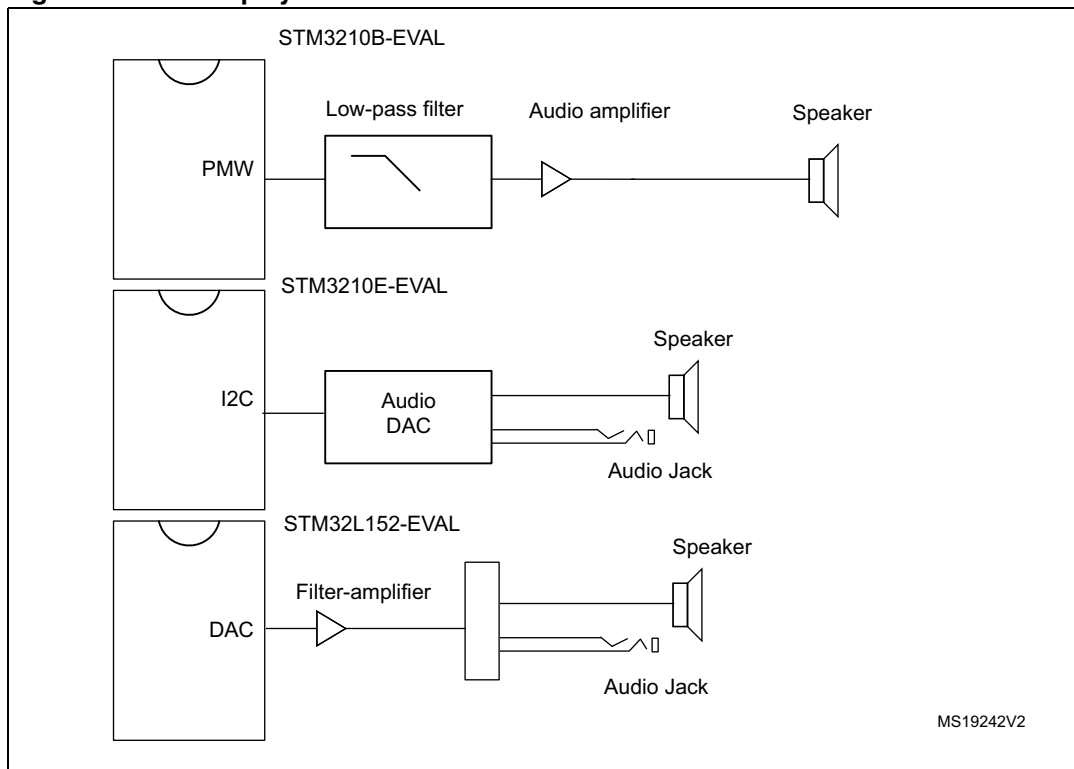 STM3210B-EVAL
Low-pass filter
Audio amplifier
Speaker
PMW
STM3210E-EVAL
Speaker
I2C
Audio
DAC
Audio Jack
STM32L152-EVAL
Speaker
Filter-amplifier
DAC
Audio Jack
MS19242V2